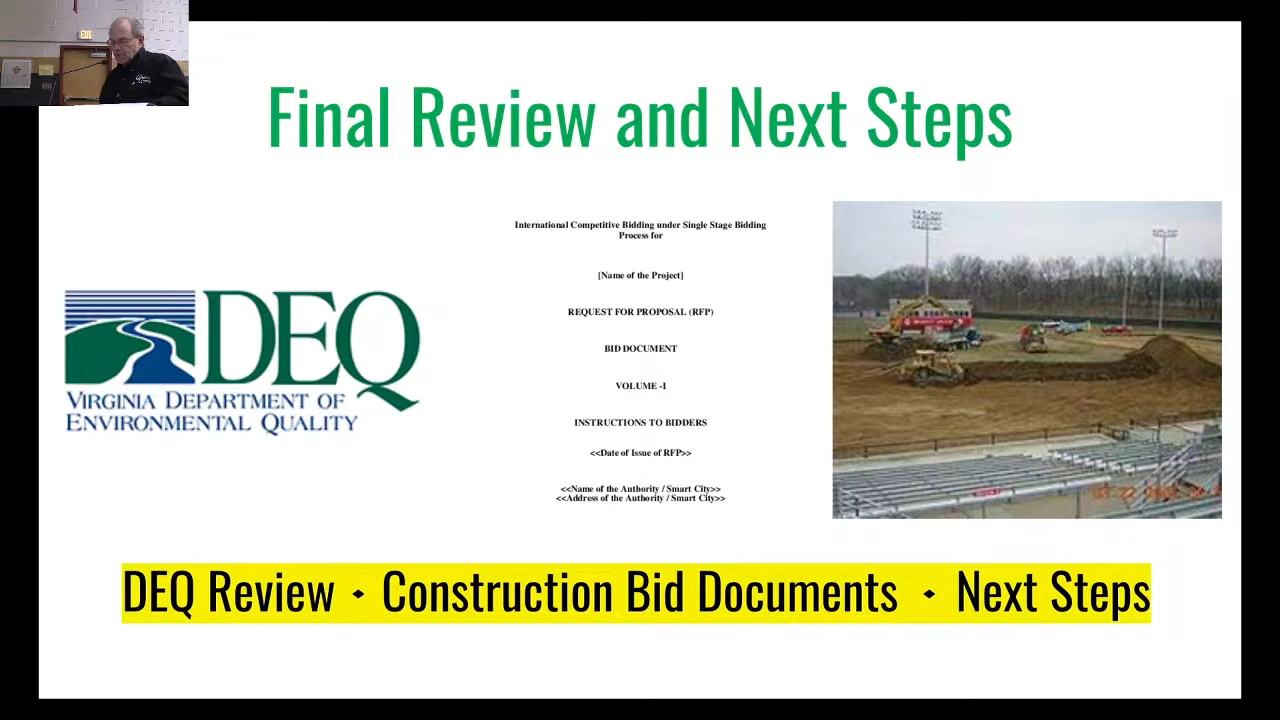 EXIT
Final Review and Next Steps
DEQ
VIRGINIA DEPARTMENT OF
ENVIRONMENTAL QUALITY
International Competitive Bidding under Single Stage Bidding
Process for
[Name of the Project]
REQUEST FOR PROPOSAL (RFP)
BID DOCUMENT
VOLUME -I
INSTRUCTIONS TO BIDDERS
<<Date of Issue of RFP>>
<<Name of the Authority / Smart City>>
<<Address of the Authority / Smart City>>
DEQ Review · Construction Bid Documents · Next Steps